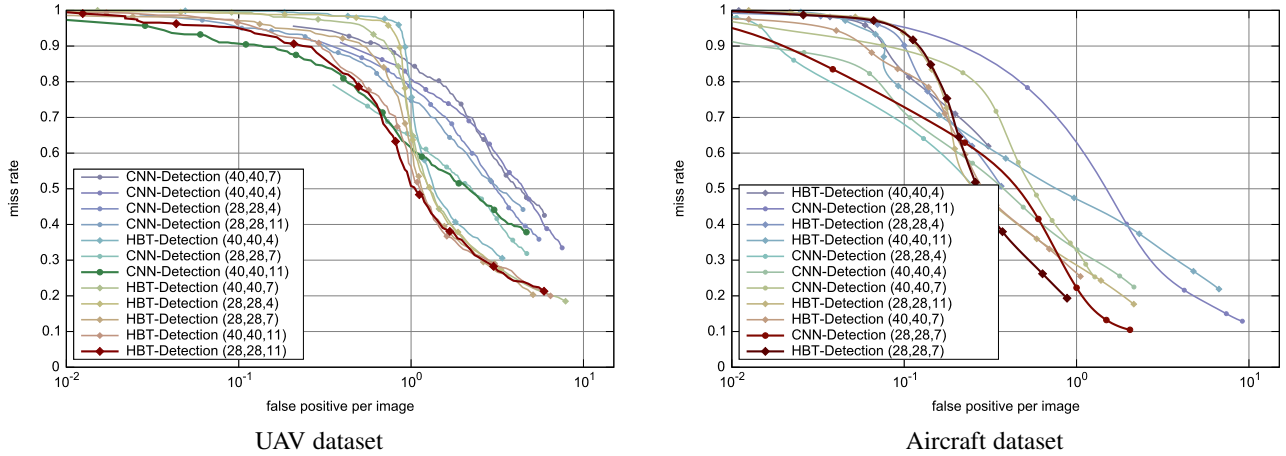 1
0.9
0.8
0.7
0.6
0.5
0.4
0.3
0.2
0.1
0
miss rate
CNN-Detection (40,40,7)
CNN-Detection (40,40,4)
CNN-Detection (28,28,4)
CNN-Detection (28,28,11)
HBT-Detection (40,40,4)
CNN-Detection (28,28,7)
CNN-Detection (40,40,11)
HBT-Detection (40,40,7)
HBT-Detection (28,28,4)
HBT-Detection (28,28,7)
HBT-Detection (40,40,11)
HBT-Detection (28,28,11)
10^-2 10^-1 10^0 10^1
false positive per image
UAV dataset
1
0.9
0.8
0.7
0.6
0.5
0.4
0.3
0.2
0.1
0
miss rate
HBT-Detection (40,40,4)
CNN-Detection (28,28,11)
HBT-Detection (28,28,4)
HBT-Detection (40,40,11)
CNN-Detection (28,28,4)
CNN-Detection (40,40,4)
CNN-Detection (40,40,7)
HBT-Detection (28,28,11)
HBT-Detection (40,40,7)
CNN-Detection (28,28,7)
HBT-Detection (28,28,7)
10^-2 10^-1 10^0 10^1
false positive per image
Aircraft dataset